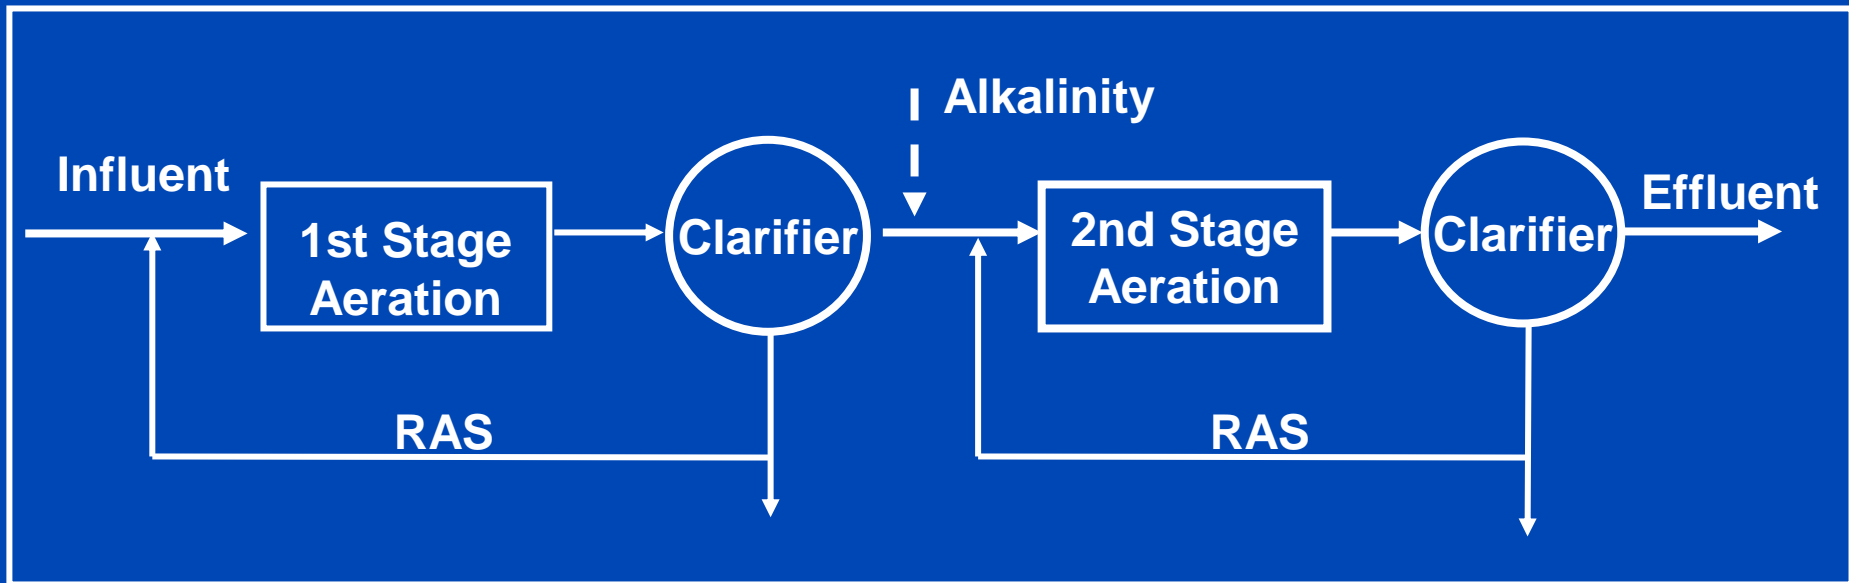 Alkalinity
Influent
1st Stage
Aeration
Clarifier
2nd Stage
Aeration
Clarifier
Effluent
RAS
RAS